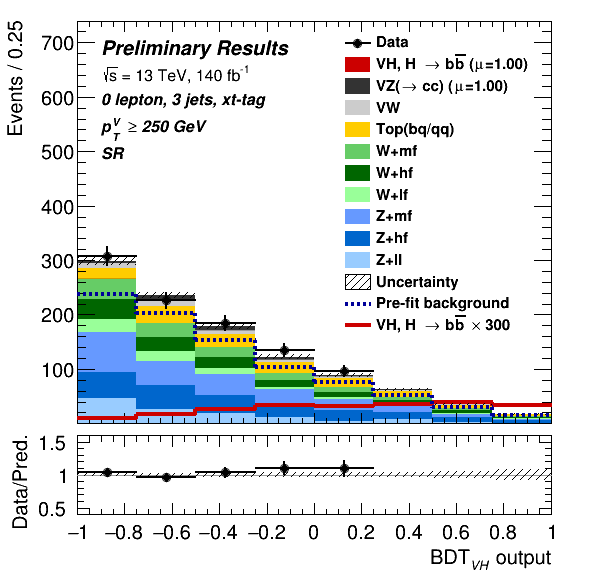 Events / 0.25
700
600
500
400
300
200
100
Preliminary Results
√s = 13 TeV, 140 fb⁻¹
0 lepton, 3 jets, xt-tag
p_T^V ≥ 250 GeV
SR
Data
VH, H → bb̅ (μ=1.00)
VZ(→ cc) (μ=1.00)
VW
Top(bq/qq)
W+mf
W+hf
W+lf
Z+mf
Z+hf
Z+ll
Uncertainty
Pre-fit background
VH, H → bb̅ × 300
Data/Pred.
1.5
1
0.5
−1 −0.8 −0.6 −0.4 −0.2 0 0.2 0.4 0.6 0.8 1
BDT_VH output